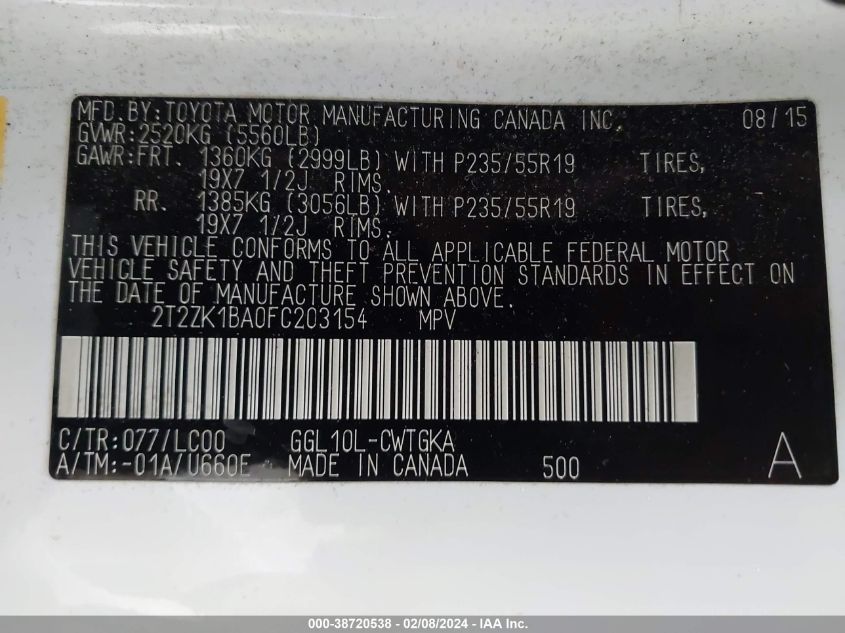 MFD.BY:TOYOTA MOTOR MANUFACTURING CANADA INC. 08/15
GVWR:2520KG (5560LB)
GAWR:FRT. 1360KG (2999LB) WITH P235/55R19 TIRES,
19X7 1/2J RIMS.
RR. 1385KG (3056LB) WITH P235/55R19 TIRES,
19X7 1/2J RIMS.
THIS VEHICLE CONFORMS TO ALL APPLICABLE FEDERAL MOTOR
VEHICLE SAFETY AND THEFT PREVENTION STANDARDS IN EFFECT ON
THE DATE OF MANUFACTURE SHOWN ABOVE.
2T2ZK1BA0FC203154 MPV
C/TR:077/LC00 GGL10L-CWTGKA
A/TM:-01A/U660E MADE IN CANADA 500 A
000-38720538 - 02/08/2024 - IAA Inc.